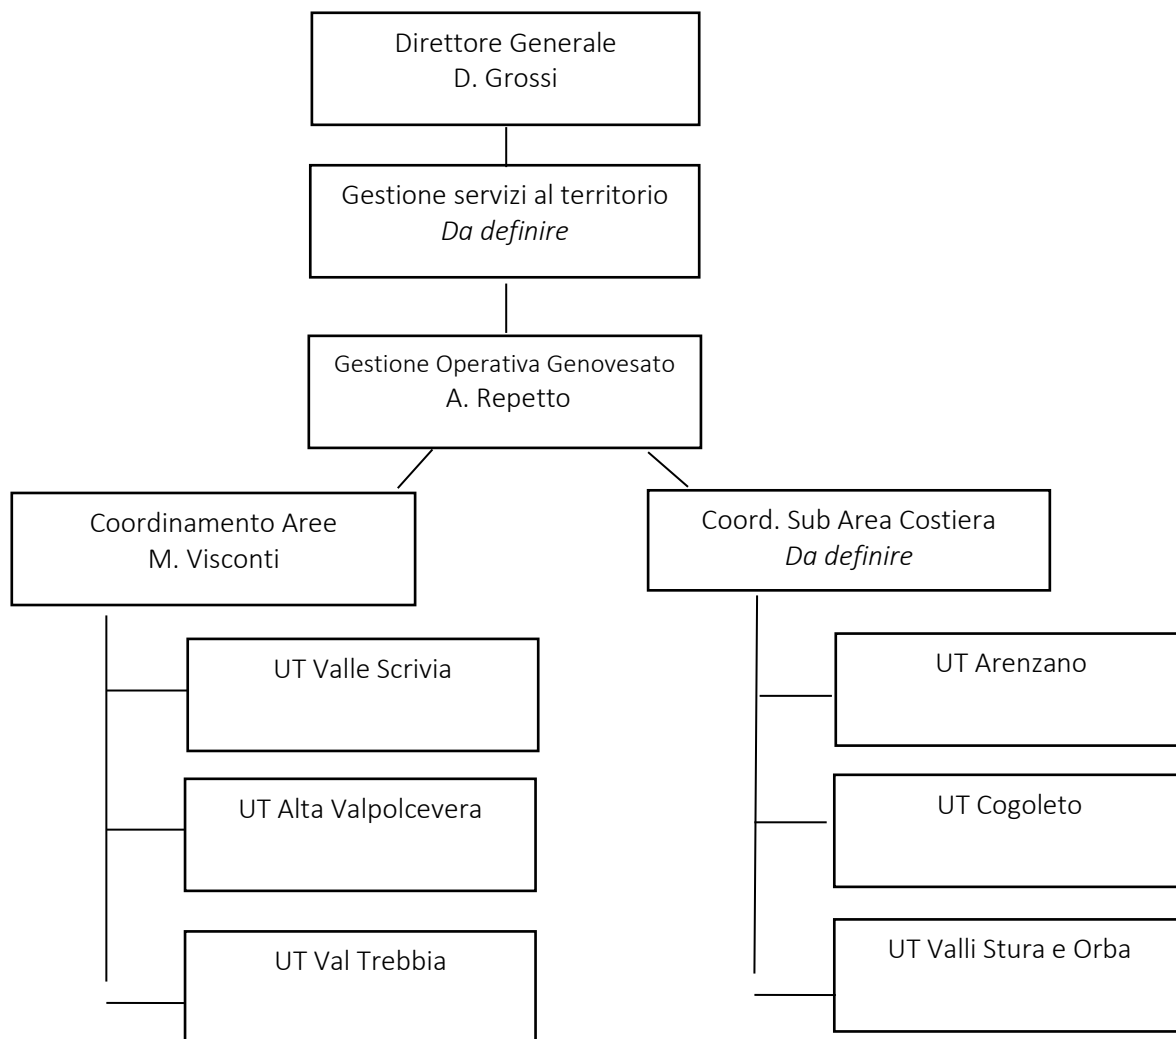 Direttore Generale
D. Grossi
Gestione servizi al territorio
Da definire
Gestione Operativa Genovesato
A. Repetto
Coordinamento Aree
M. Visconti
Coord. Sub Area Costiera
Da definire
UT Valle Scrivia
UT Alta Valpolcevera
UT Val Trebbia
UT Arenzano
UT Cogoleto
UT Valli Stura e Orba